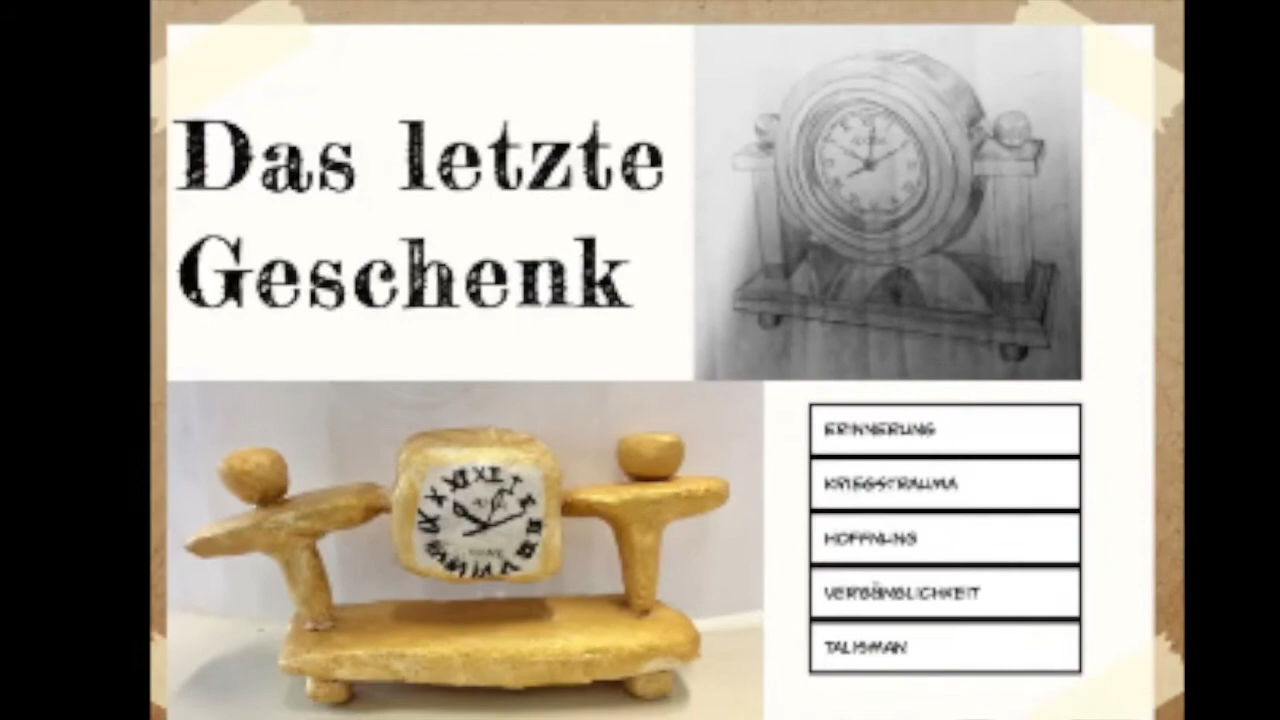 Das letzte
Geschenk
ERINNERUNG
KRIEGSTRAUMA
HOFFNUNG
VERGÄNGLICHKEIT
TALISMAN